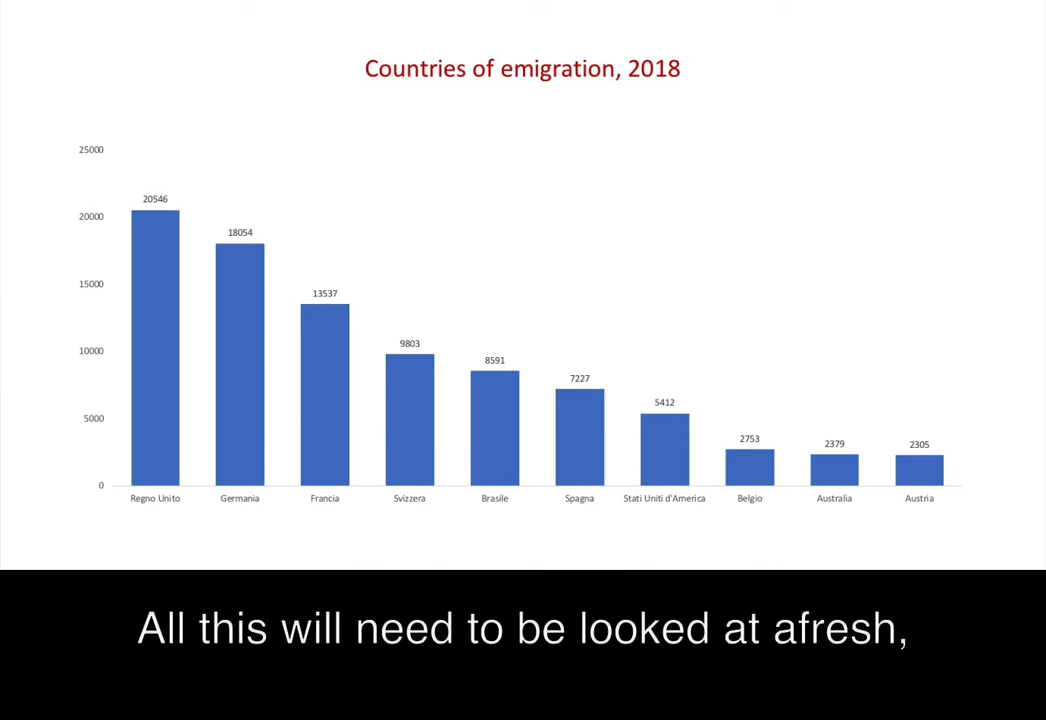 Countries of emigration, 2018
25000
20000
15000
10000
5000
0
20546
18054
13537
9803
8591
7227
5412
2753
2379
2305
Regno Unito
Germania
Francia
Svizzera
Brasile
Spagna
Stati Uniti d'America
Belgio
Australia
Austria
All this will need to be looked at afresh,